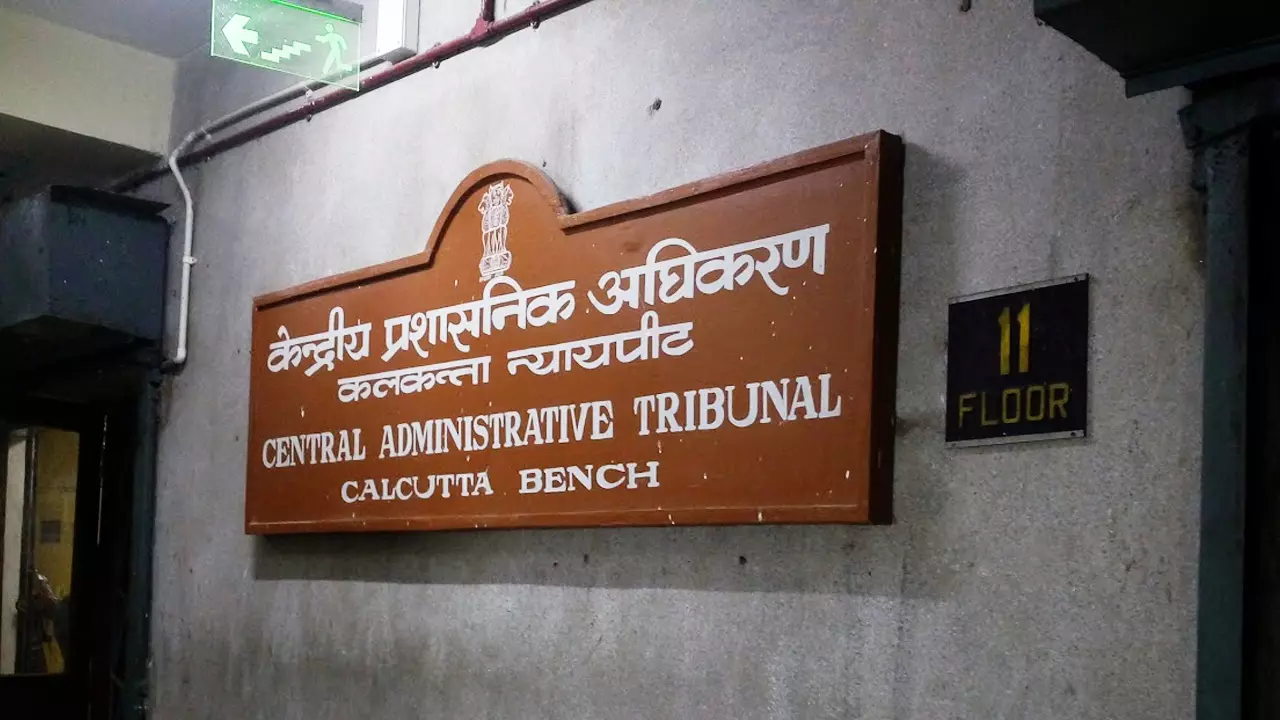 केन्द्रीय प्रशासनिक अधिकरण
कलकत्ता न्यायपीट
CENTRAL ADMINISTRATIVE TRIBUNAL
CALCUTTA BENCH
11
FLOOR